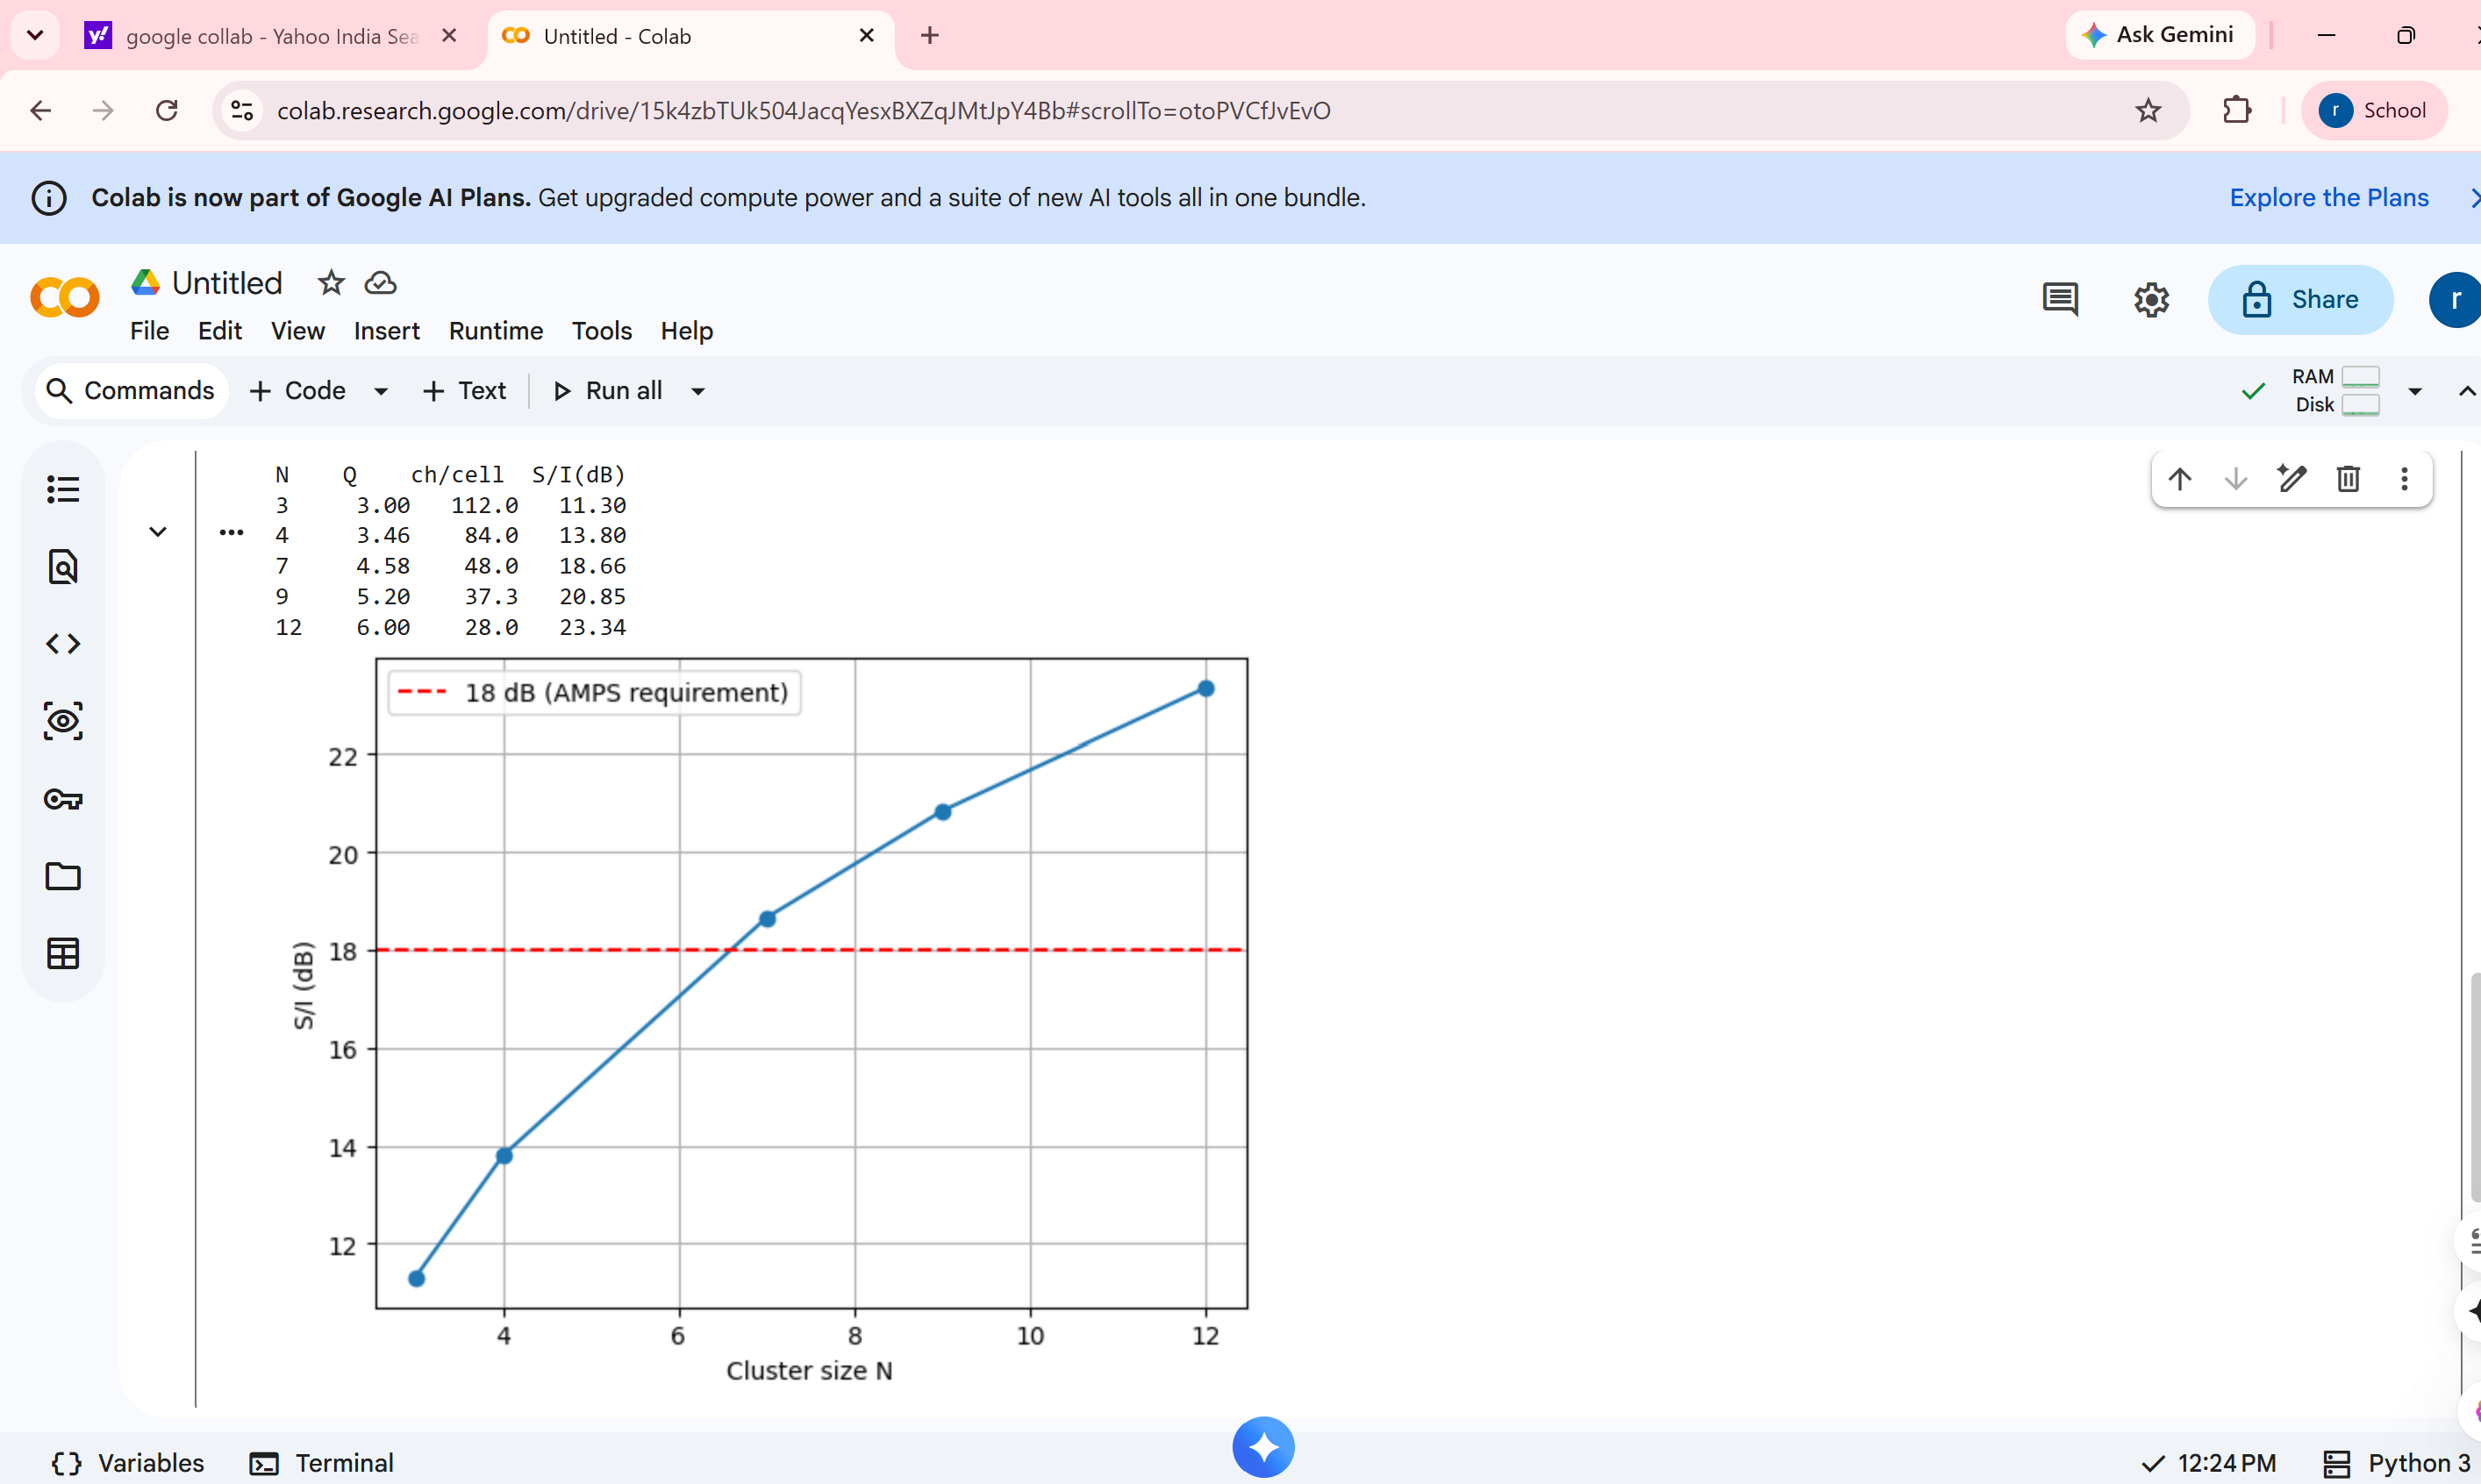 google collab - Yahoo India Sea
Untitled - Colab
Ask Gemini
colab.research.google.com/drive/15k4zbTUk504JacqYesxBXZqJMtJpY4Bb#scrollTo=otoPVCfJvEvO
r School
Colab is now part of Google AI Plans. Get upgraded compute power and a suite of new AI tools all in one bundle.
Explore the Plans
Untitled
File Edit View Insert Runtime Tools Help
Share
r
Commands + Code + Text Run all
RAM
Disk
N Q ch/cell S/I(dB)
3 3.00 112.0 11.30
4 3.46 84.0 13.80
7 4.58 48.0 18.66
9 5.20 37.3 20.85
12 6.00 28.0 23.34
18 dB (AMPS requirement)
22
20
18
16
14
12
S/I (dB)
4 6 8 10 12
Cluster size N
Variables Terminal
12:24 PM Python 3